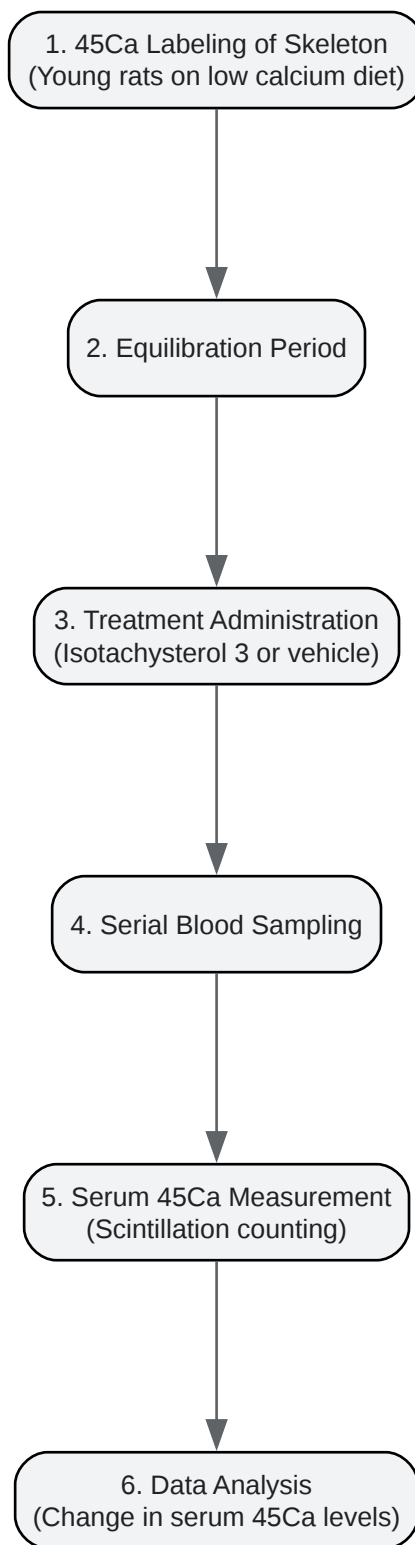 1. 45Ca Labeling of Skeleton
(Young rats on low calcium diet)
2. Equilibration Period
3. Treatment Administration
(Isotachysterol 3 or vehicle)
4. Serial Blood Sampling
5. Serum 45Ca Measurement
(Scintillation counting)
6. Data Analysis
(Change in serum 45Ca levels)